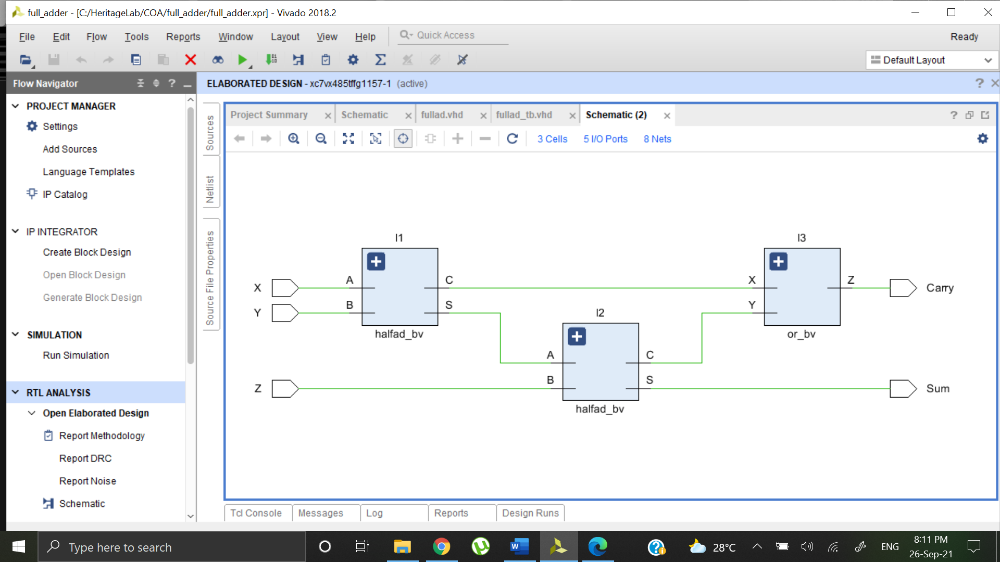 full_adder - [C:/HeritageLab/COA/full_adder/full_adder.xpr] - Vivado 2018.2
File Edit Flow Tools Reports Window Layout View Help Quick Access Ready
Default Layout
Flow Navigator
ELABORATED DESIGN - xc7vx485tffg1157-1 (active)
PROJECT MANAGER
Settings
Add Sources
Language Templates
IP Catalog
IP INTEGRATOR
Create Block Design
Open Block Design
Generate Block Design
SIMULATION
Run Simulation
RTL ANALYSIS
Open Elaborated Design
Report Methodology
Report DRC
Report Noise
Schematic
Sources
Netlist
Source File Properties
Project Summary Schematic fullad.vhd fullad_tb.vhd Schematic (2)
3 Cells 5 I/O Ports 8 Nets
I1
I3
X A C X Z Carry
Y B S Y
halfad_bv
I2
or_bv
A C
Z B S Sum
halfad_bv
Tcl Console Messages Log Reports Design Runs
Type here to search
28°C
ENG
8:11 PM
26-Sep-21